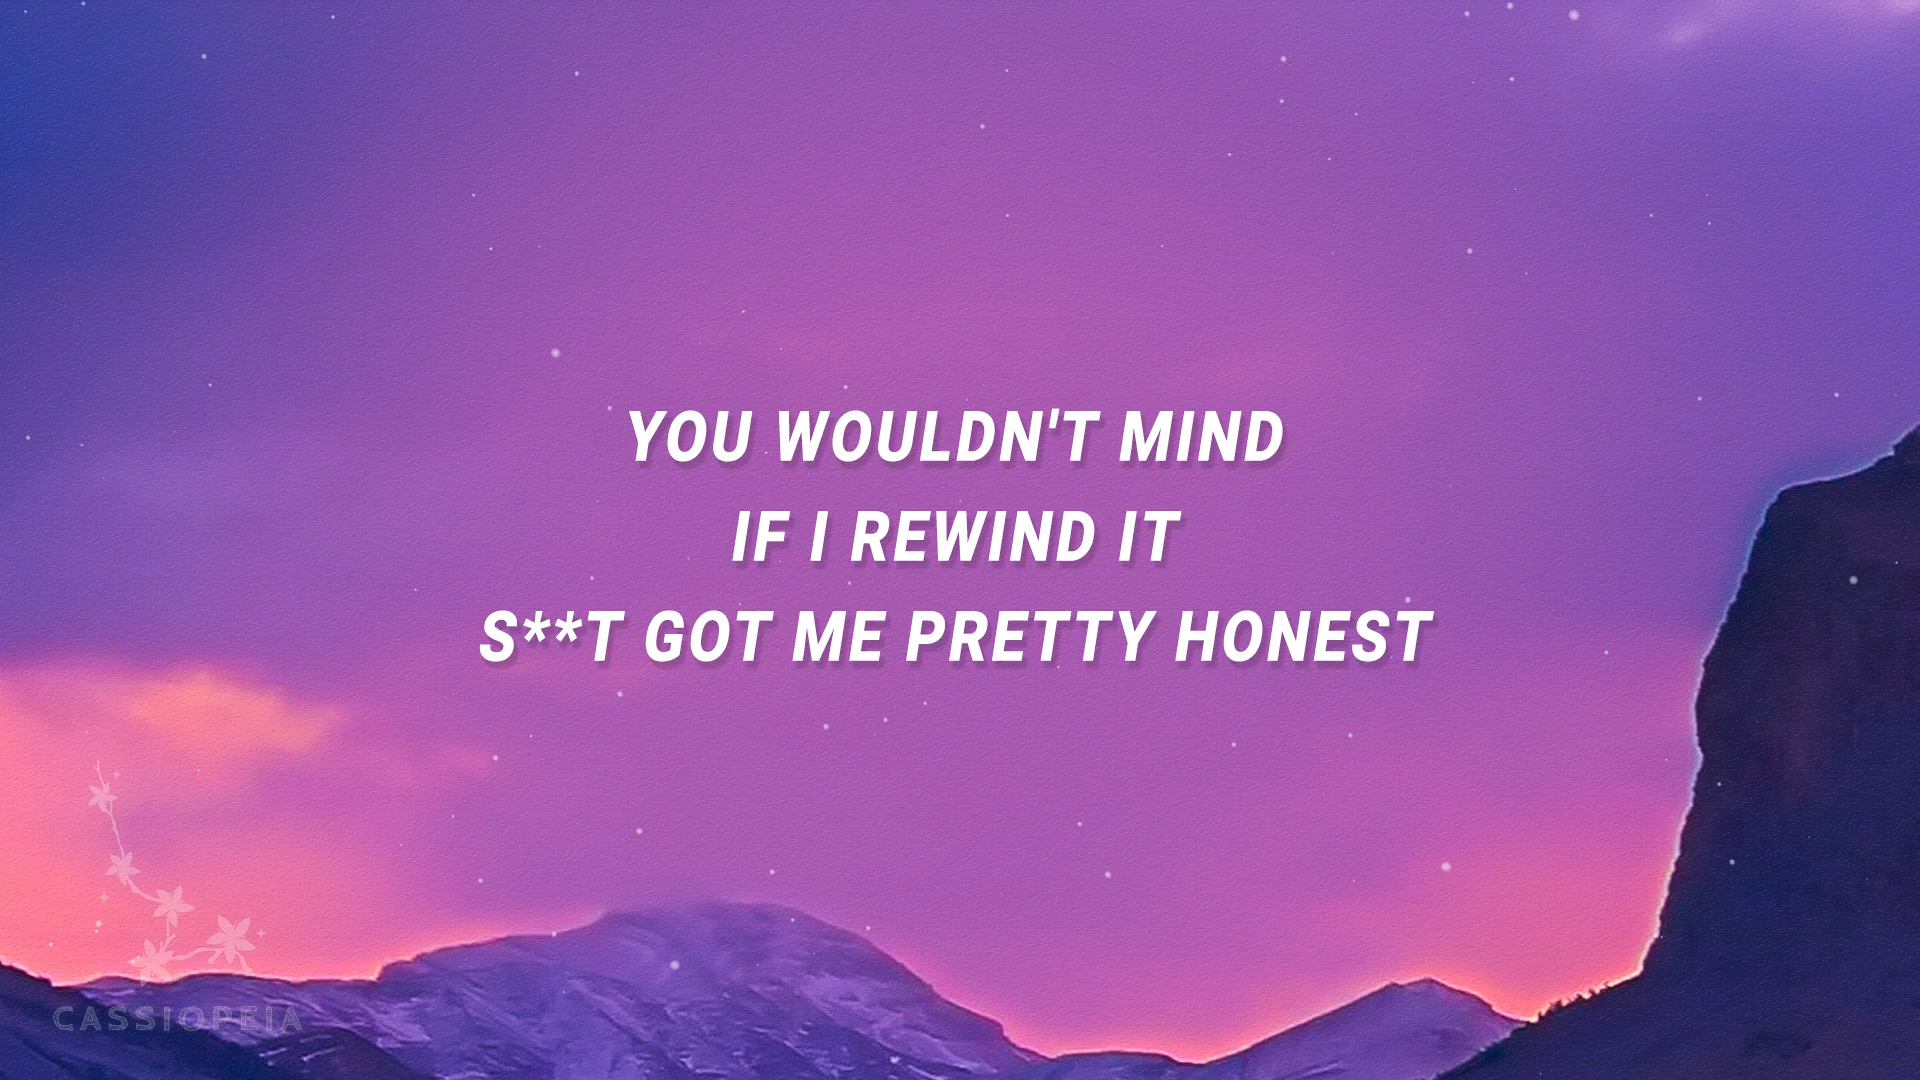 YOU WOULDN'T MIND
IF I REWIND IT
S**T GOT ME PRETTY HONEST
CASSIOPEIA